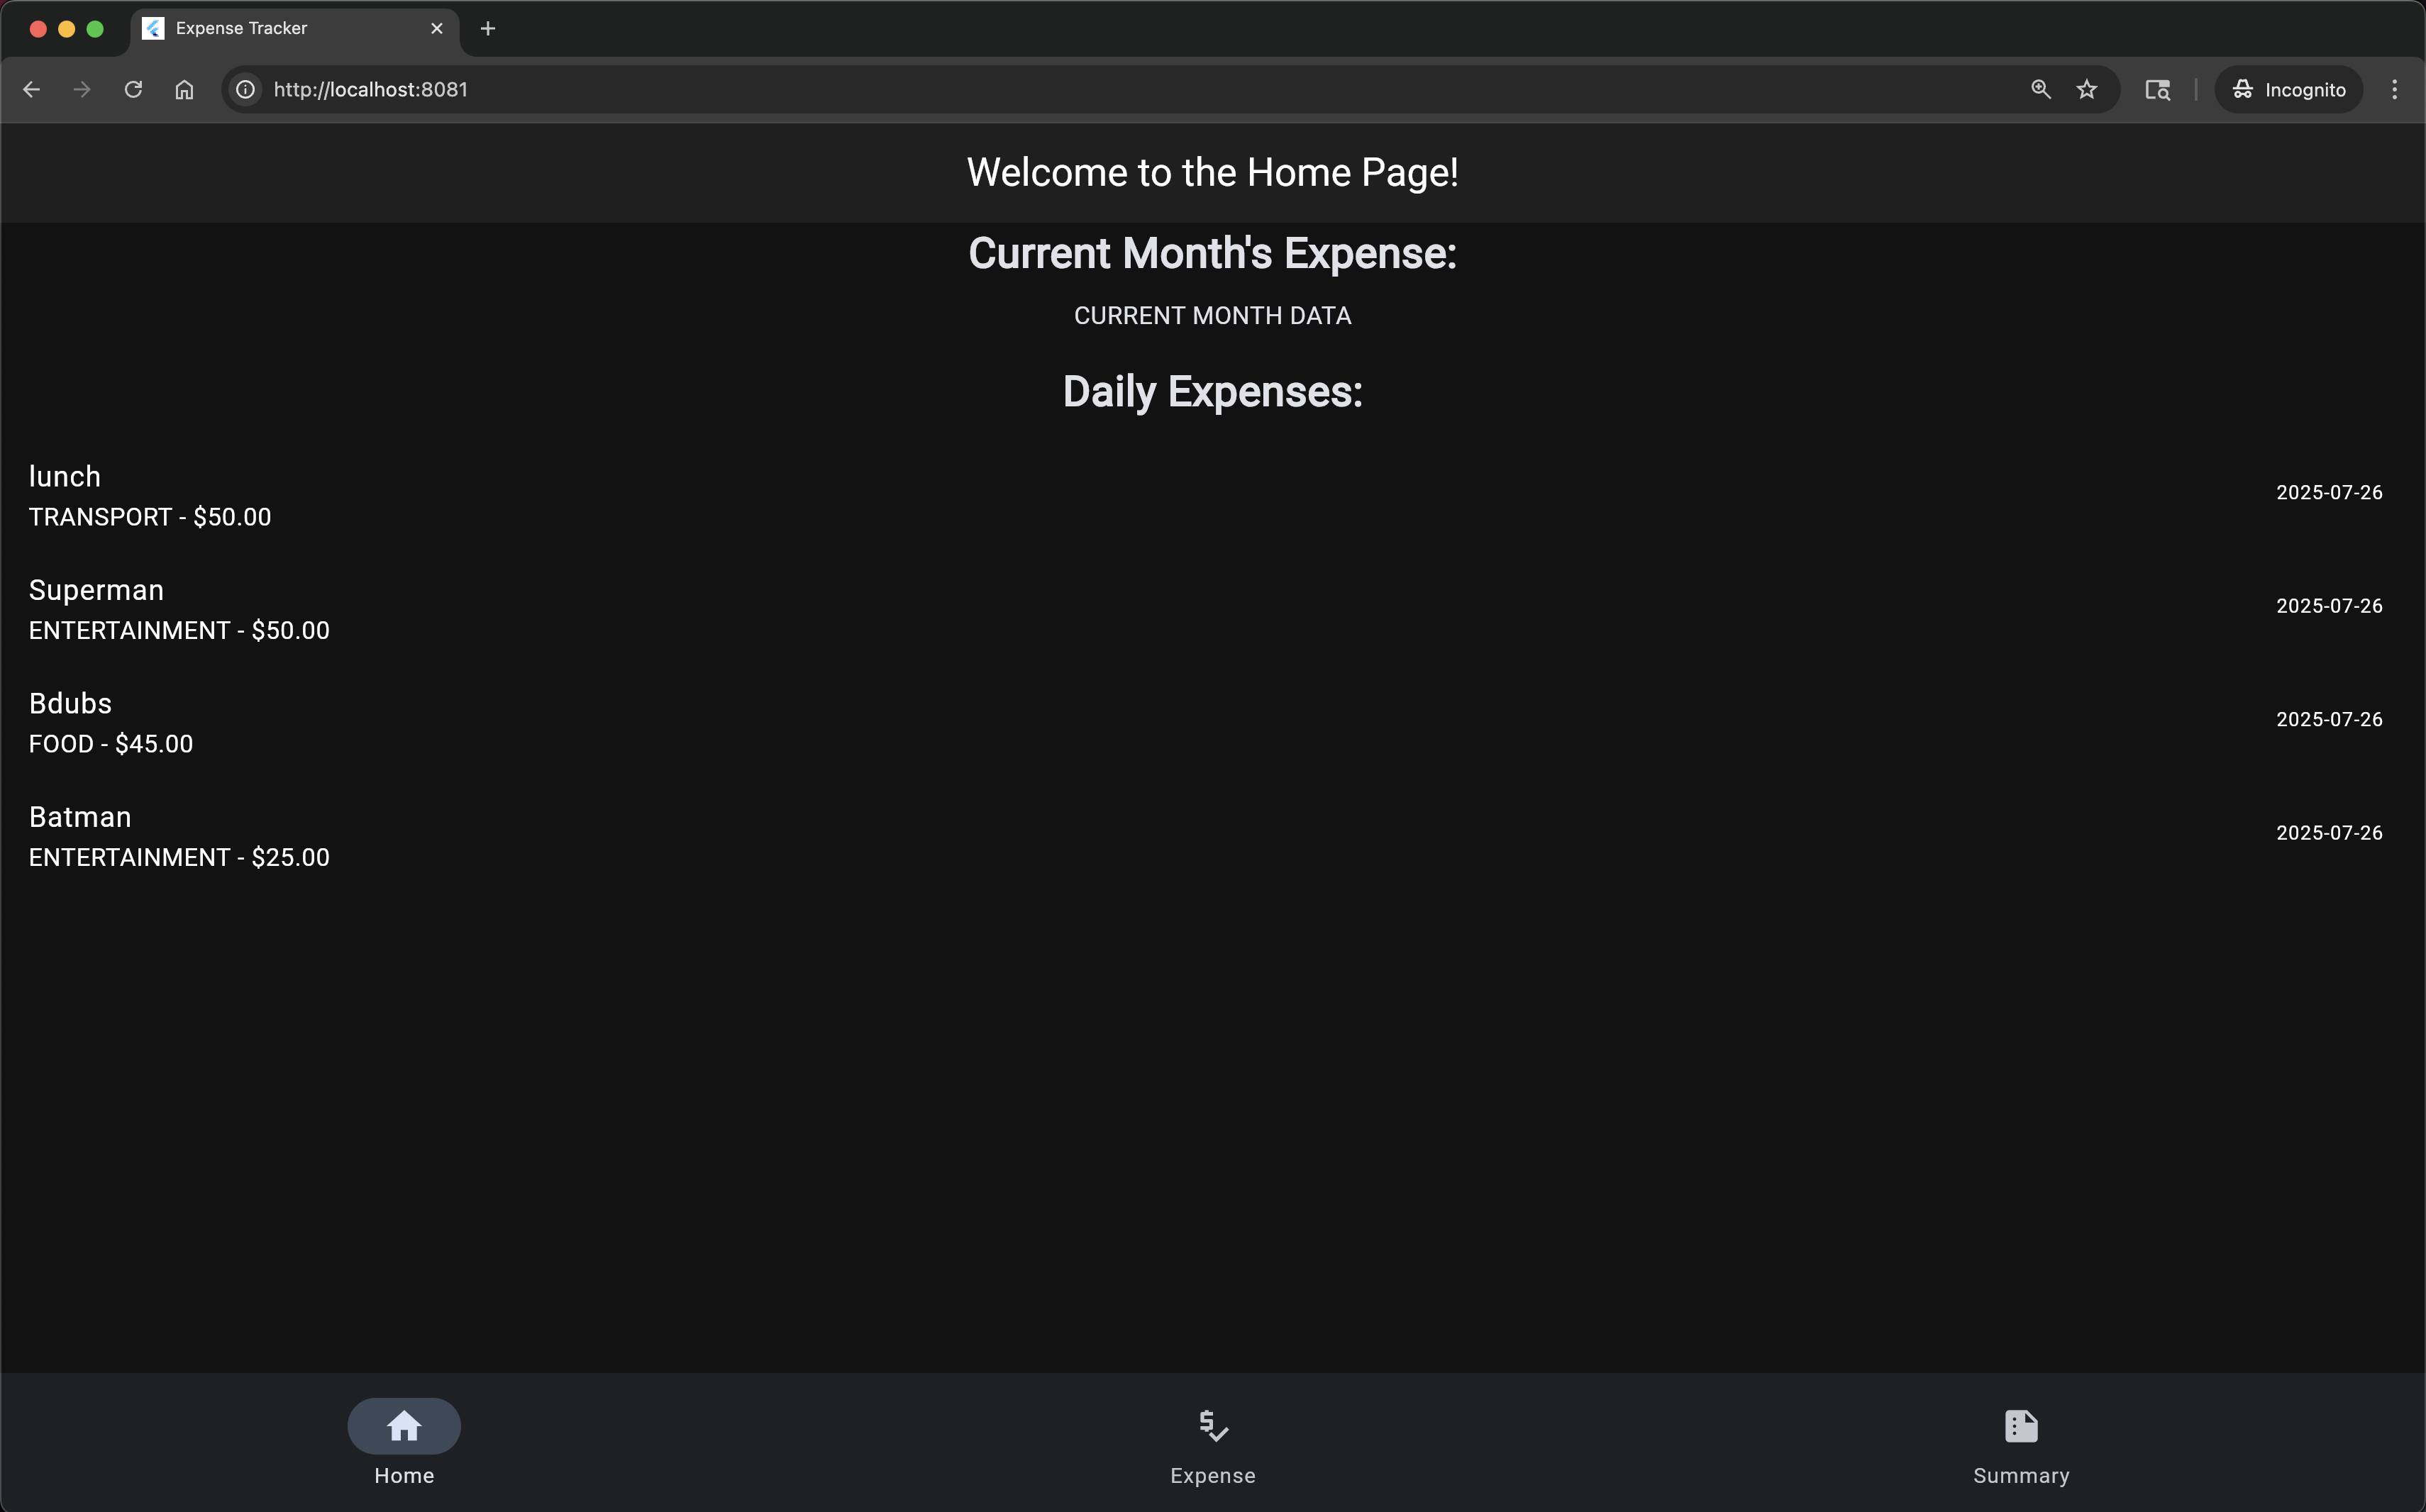 Expense Tracker
http://localhost:8081
Incognito
Welcome to the Home Page!
Current Month's Expense:
CURRENT MONTH DATA
Daily Expenses:
lunch
TRANSPORT - $50.00
2025-07-26
Superman
ENTERTAINMENT - $50.00
2025-07-26
Bdubs
FOOD - $45.00
2025-07-26
Batman
ENTERTAINMENT - $25.00
2025-07-26
Home
Expense
Summary